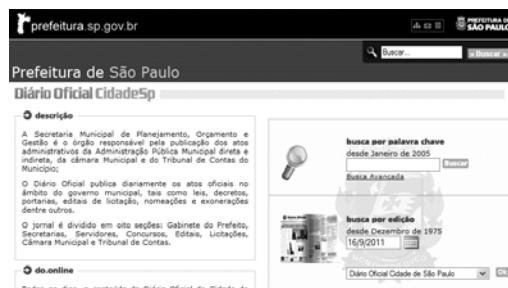 prefeitura.sp.gov.br
PREFEITURA D
SÃO PAULO
Buscar...
» Buscar »
Prefeitura de São Paulo
Diário Oficial CidadeSp
descrição
A Secretaria Municipal de Planejamento, Orçamento e
Gestão é o órgão responsável pela publicação dos atos
administrativos da Administração Pública Municipal direta e
indireta, da câmara Municipal e do Tribunal de Contas do
Município;
O Diário Oficial publica diariamente os atos oficiais no
âmbito do governo municipal, tais como leis, decretos,
portarias, editais de licitação, nomeações e exonerações
dentre outros.
O jornal é dividido em oito seções: Gabinete do Prefeito,
Secretarias, Servidores, Concursos, Editais, Licitações,
Câmara Municipal e Tribunal de Contas.
do.online
busca por palavra chave
desde Janeiro de 2005
Buscar
Busca Avançada
busca por edição
desde Dezembro de 1975
16/9/2011
Diário Oficial Cidade de São Paulo
Ok